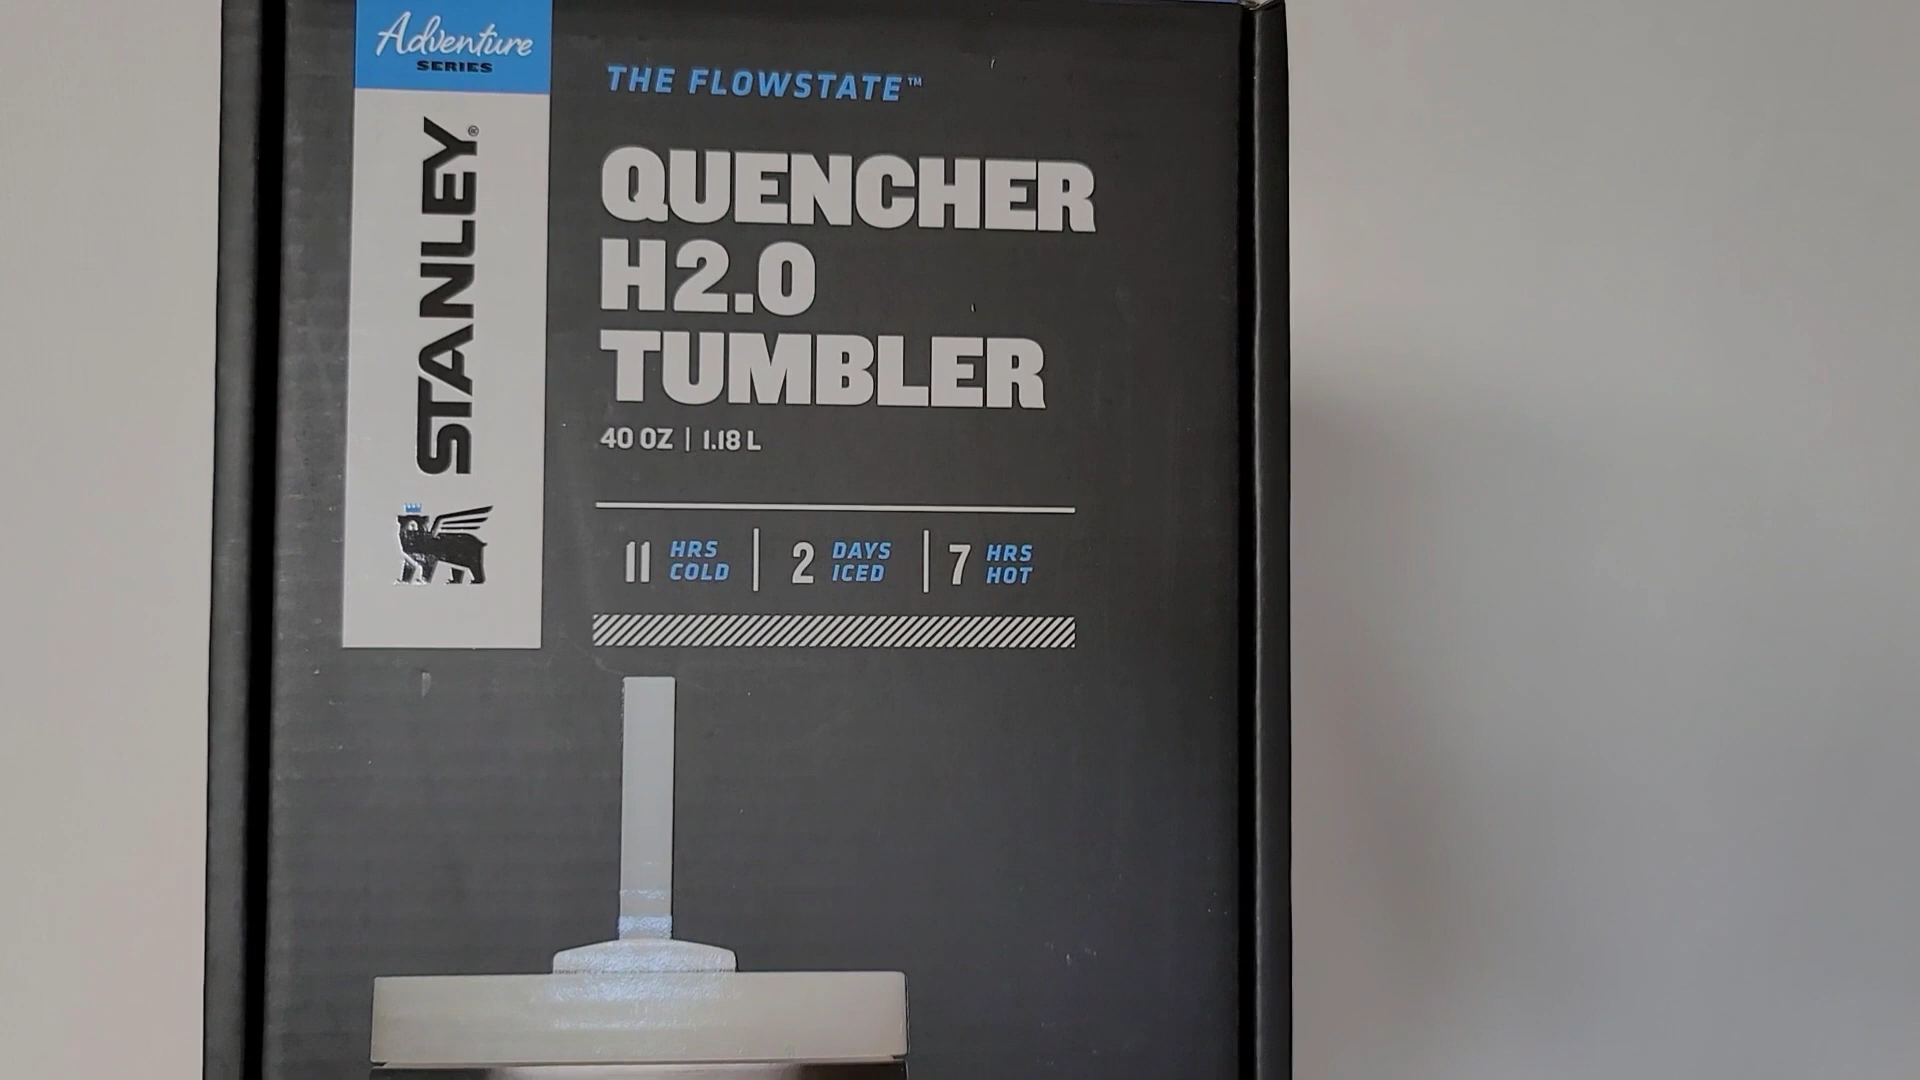 Adventure
SERIES
STANLEY®
THE FLOWSTATE™
QUENCHER
H2.0
TUMBLER
40 OZ | 1.18 L
11 HRS COLD | 2 DAYS ICED | 7 HRS HOT